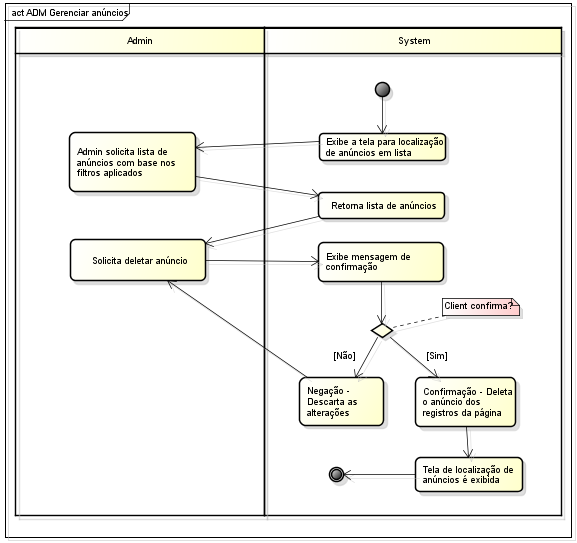 act ADM Gerenciar anúncios
Admin
System
Exibe a tela para localização
de anúncios em lista
Admin solicita lista de
anúncios com base nos
filtros aplicados
Retorna lista de anúncios
Solicita deletar anúncio
Exibe mensagem de
confirmação
Client confirma?
[Não]
[Sim]
Negação -
Descarta as
alterações
Confirmação - Deleta
o anúncio dos
registros da página
Tela de localização de
anúncios é exibida